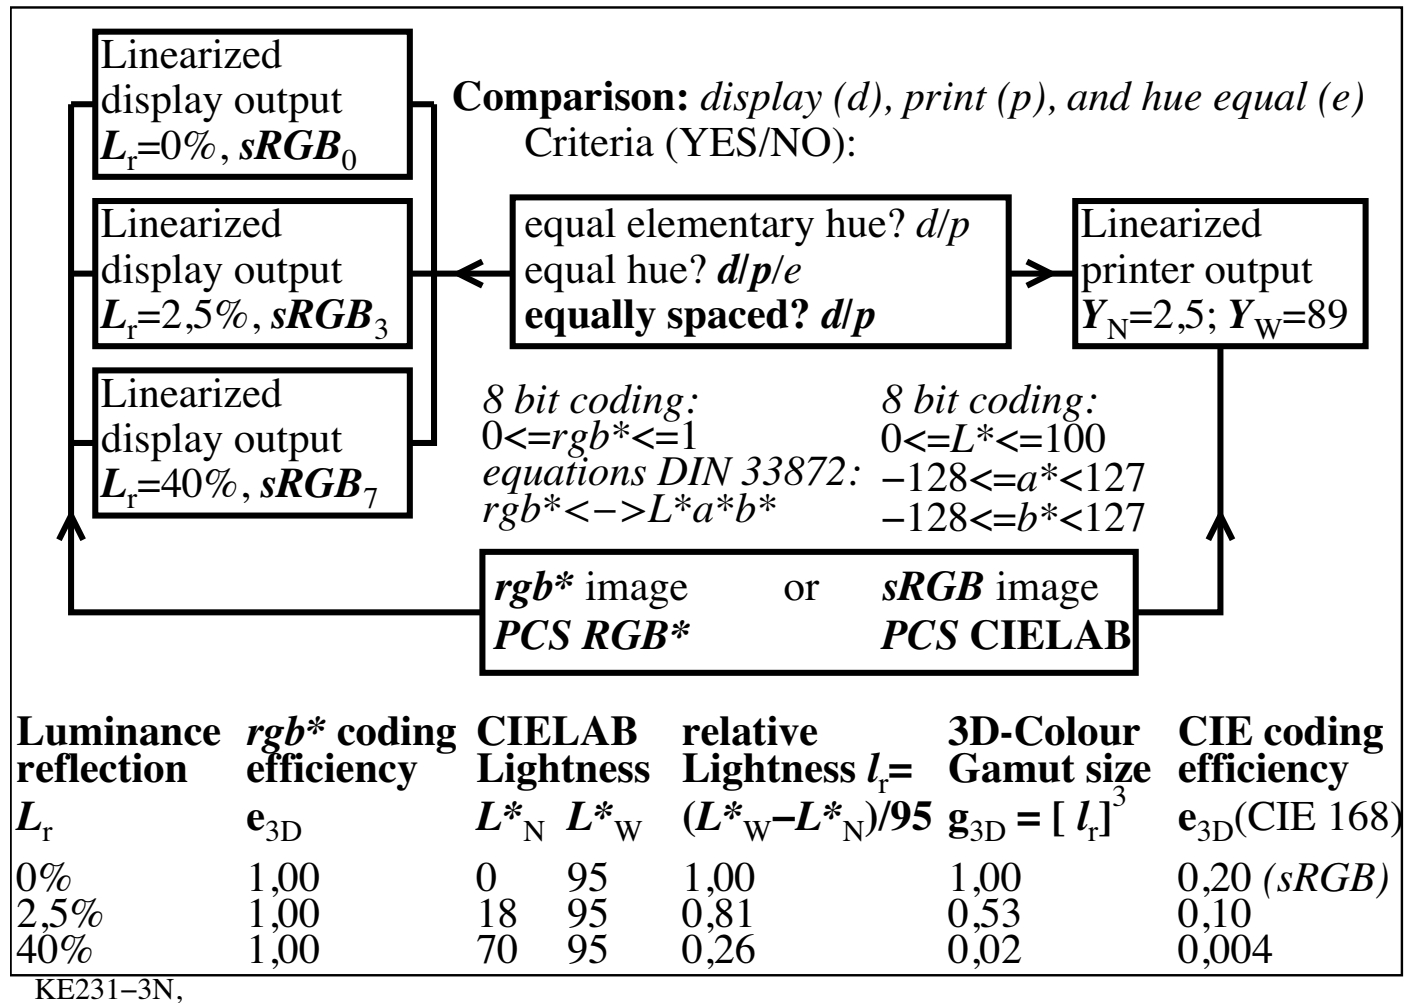 Linearized
display output
Lr=0%, sRGB0
Comparison: display (d), print (p), and hue equal (e)
Criteria (YES/NO):
Linearized
display output
Lr=2,5%, sRGB3
equal elementary hue? d/p
equal hue? d/p/e
equally spaced? d/p
Linearized
printer output
YN=2,5; YW=89
Linearized
display output
Lr=40%, sRGB7
8 bit coding:
0<=rgb*<=1
equations DIN 33872:
rgb*<−>L*a*b*
8 bit coding:
0<=L*<=100
−128<=a*<127
−128<=b*<127
rgb* image or sRGB image
PCS RGB* PCS CIELAB
Luminance rgb* coding CIELAB relative 3D-Colour CIE coding
reflection efficiency Lightness Lightness lr= Gamut size efficiency
Lr e3D L*N L*W (L*W−L*N)/95 g3D = [ lr]3 e3D(CIE 168)
0% 1,00 0 95 1,00 1,00 0,20 (sRGB)
2,5% 1,00 18 95 0,81 0,53 0,10
40% 1,00 70 95 0,26 0,02 0,004
KE231−3N,